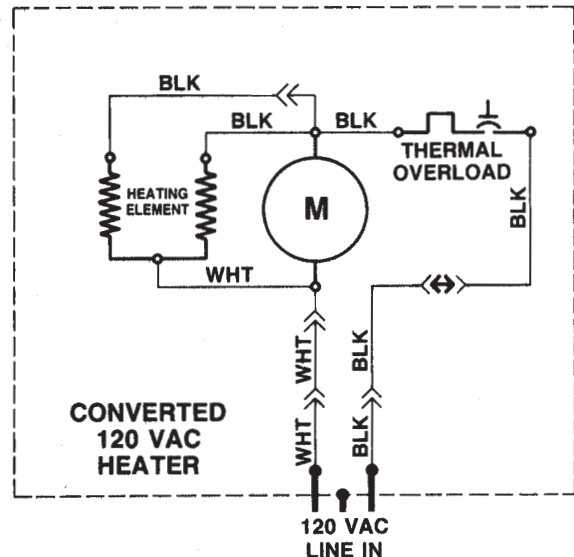 BLK
BLK
BLK
THERMAL
OVERLOAD
HEATING
ELEMENT
M
BLK
WHT
WHT
BLK
CONVERTED
120 VAC
HEATER
WHT
BLK
120 VAC
LINE IN